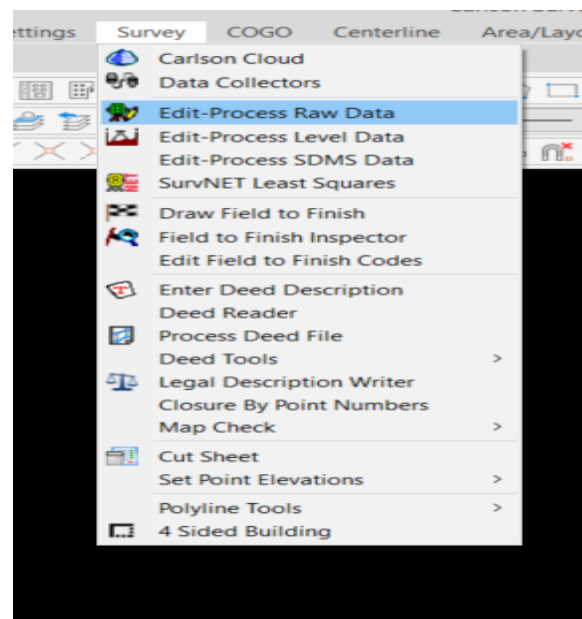 Survey COGO Centerline
Carlson Cloud
Data Collectors
Edit-Process Raw Data
Edit-Process Level Data
Edit-Process SDMS Data
SurvNET Least Squares
Draw Field to Finish
Field to Finish Inspector
Edit Field to Finish Codes
Enter Deed Description
Deed Reader
Process Deed File
Deed Tools >
Legal Description Writer
Closure By Point Numbers
Map Check >
Cut Sheet
Set Point Elevations >
Polyline Tools >
4 Sided Building